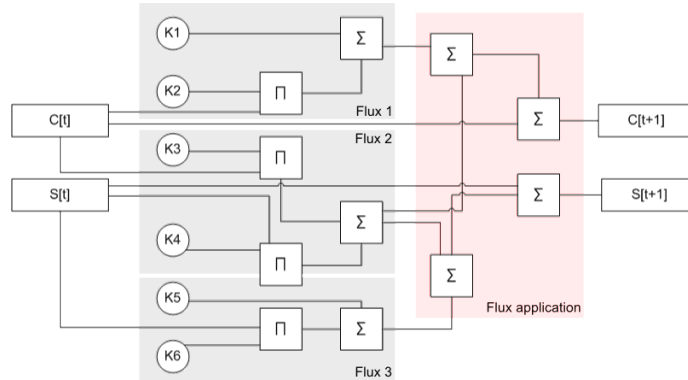 K1
Σ
Σ
K2
Π
Flux 1
C[t]
Σ
C[t+1]
Flux 2
K3
Π
S[t]
Σ
S[t+1]
Σ
K4
Π
Σ
K5
Flux application
Π
Σ
K6
Flux 3